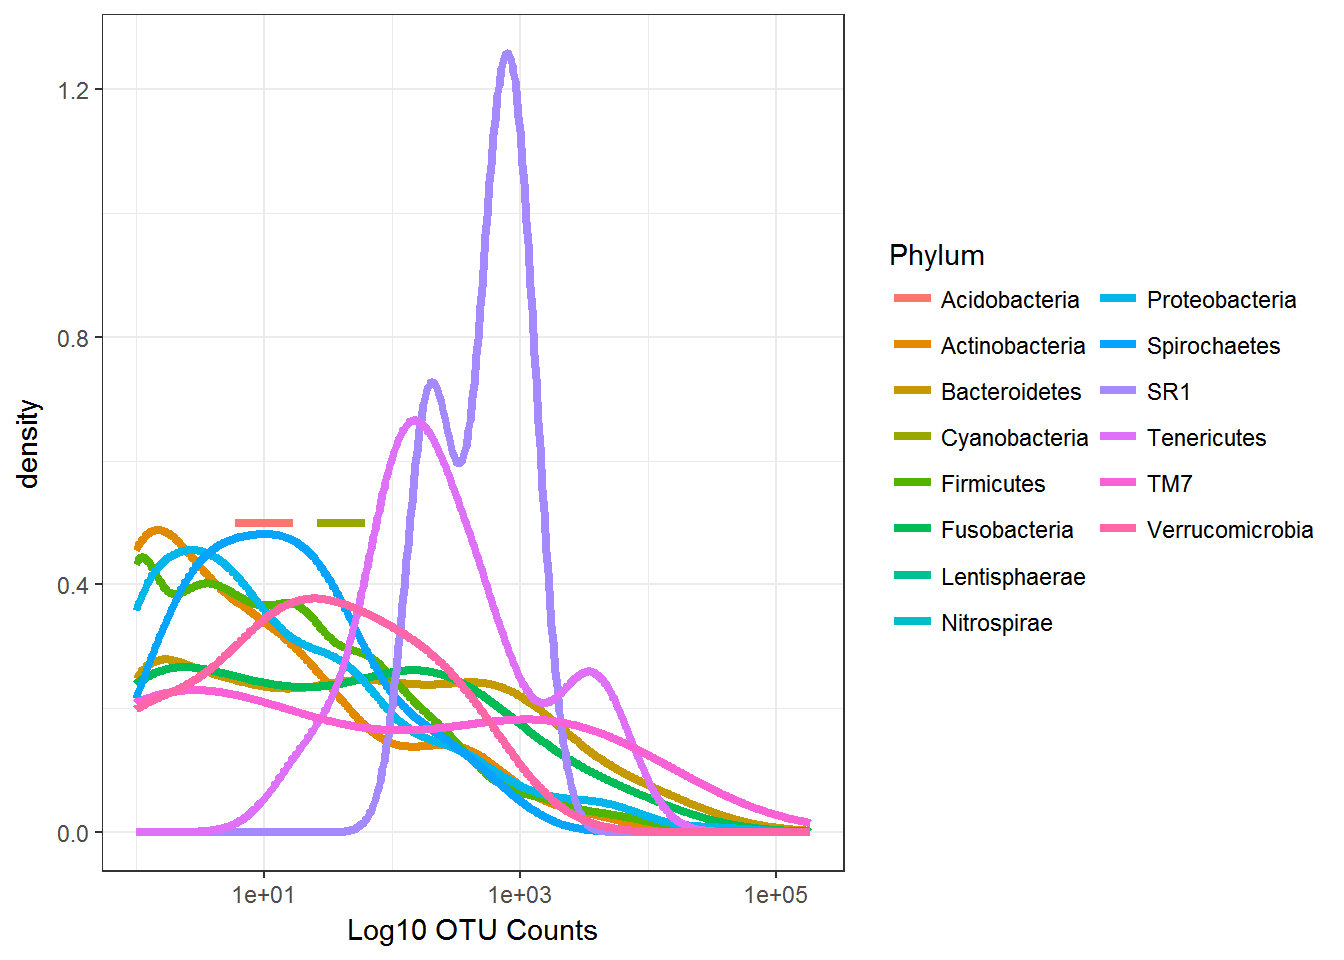 1.2
0.8
0.4
0.0
density
1e+01
1e+03
1e+05
Log10 OTU Counts
Phylum
Acidobacteria
Actinobacteria
Bacteroidetes
Cyanobacteria
Firmicutes
Fusobacteria
Lentisphaerae
Nitrospirae
Proteobacteria
Spirochaetes
SR1
Tenericutes
TM7
Verrucomicrobia